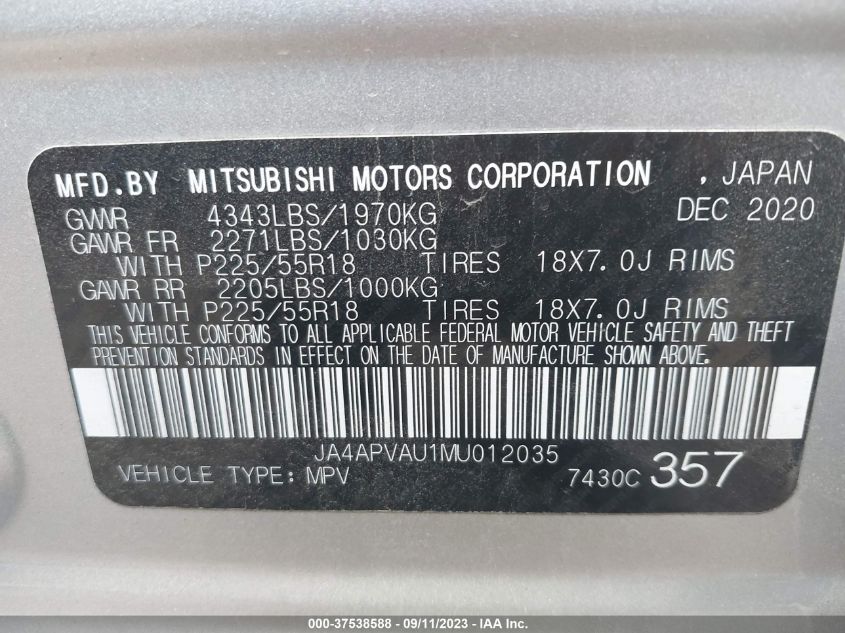 MFD.BY MITSUBISHI MOTORS CORPORATION , JAPAN
GWWR 4343LBS/1970KG DEC 2020
GAWR FR 2271LBS/1030KG
WITH P225/55R18 TIRES 18X7.0J RIMS
GAWR RR 2205LBS/1000KG
WITH P225/55R18 TIRES 18X7.0J RIMS
THIS VEHICLE CONFORMS TO ALL APPLICABLE FEDERAL MOTOR VEHICLE SAFETY AND THEFT
PREVENTION STANDARDS IN EFFECT ON THE DATE OF MANUFACTURE SHOWN ABOVE.
JA4APVAU1MU012035
VEHICLE TYPE: MPV 7430C 357
000-37538588 - 09/11/2023 - IAA Inc.